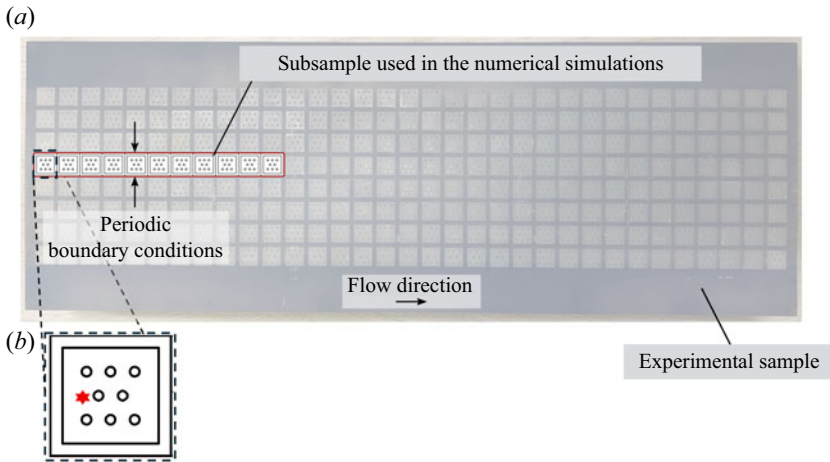 (a)
Subsample used in the numerical simulations
Periodic
boundary conditions
Flow direction
(b)
Experimental sample